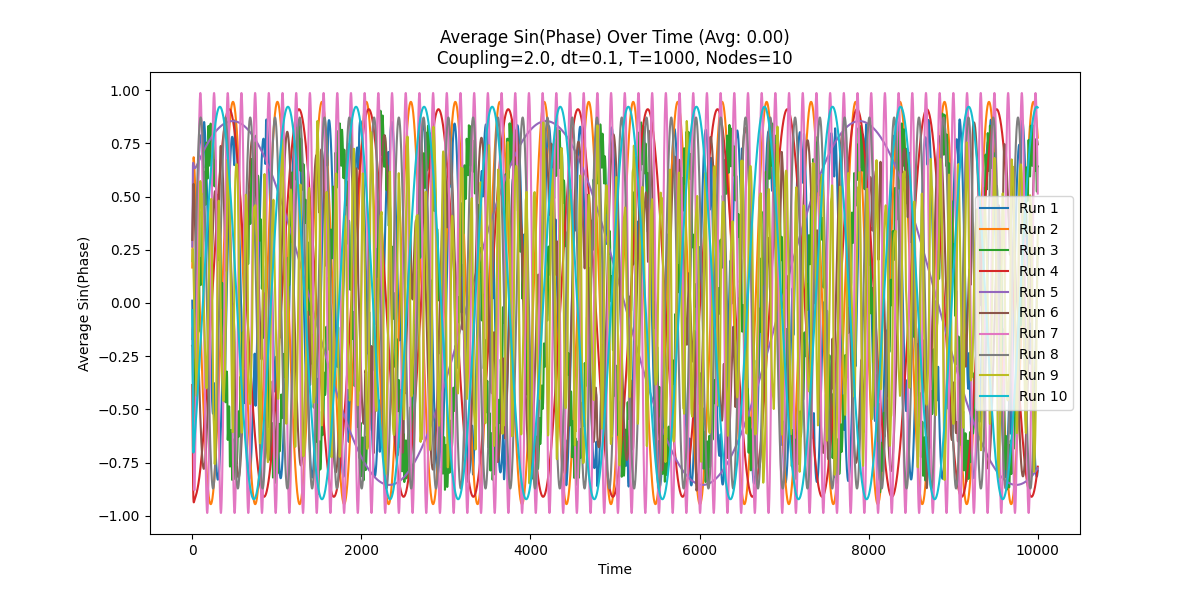 Average Sin(Phase) Over Time (Avg: 0.00)
Coupling=2.0, dt=0.1, T=1000, Nodes=10
Average Sin(Phase)
1.00
0.75
0.50
0.25
0.00
−0.25
−0.50
−0.75
−1.00
Run 1
Run 2
Run 3
Run 4
Run 5
Run 6
Run 7
Run 8
Run 9
Run 10
0
2000
4000
6000
8000
10000
Time